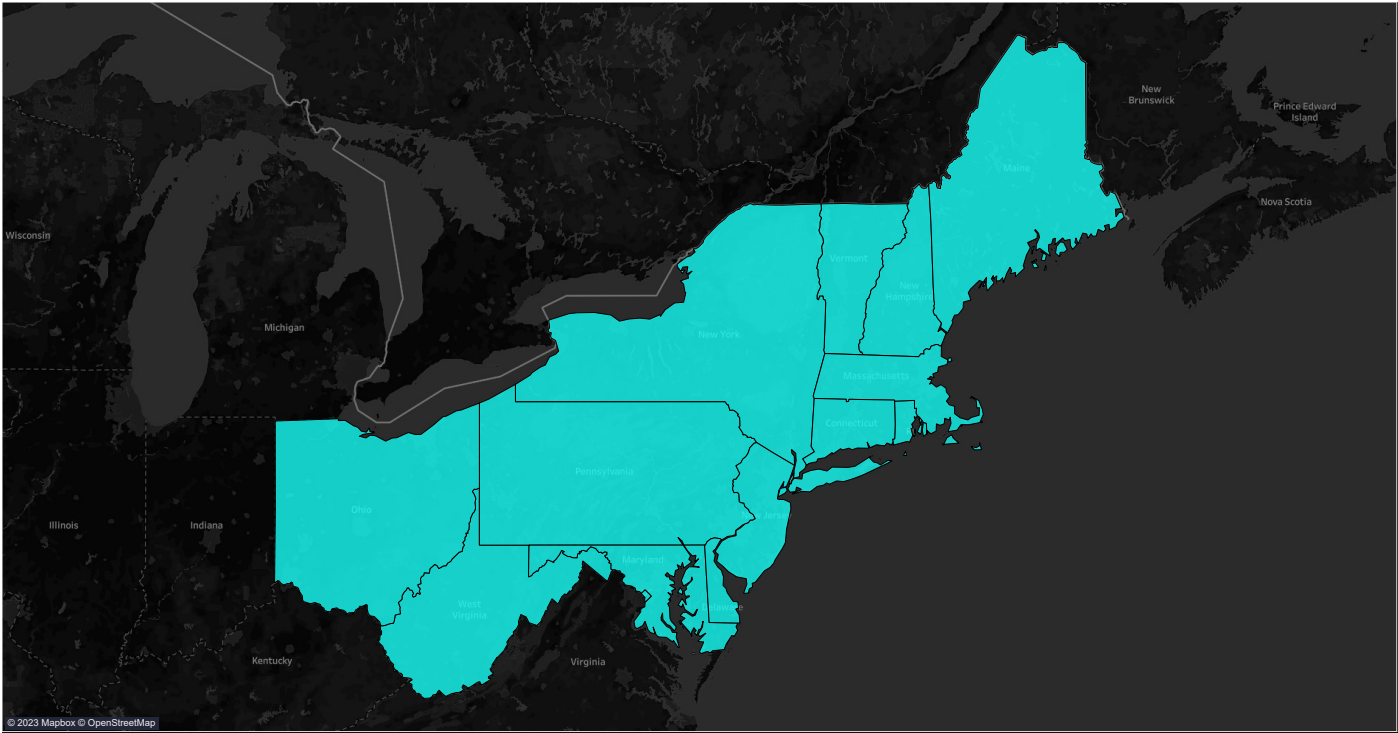 New
Brunswick
Prince Edward
Island
Maine
Nova Scotia
Wisconsin
Vermont
New
Hampshire
Michigan
New York
Massachusetts
Connecticut
Pennsylvania
Ohio
Illinois
Indiana
Maryland
West
Virginia
Delaware
Kentucky
Virginia
© 2023 Mapbox © OpenStreetMap